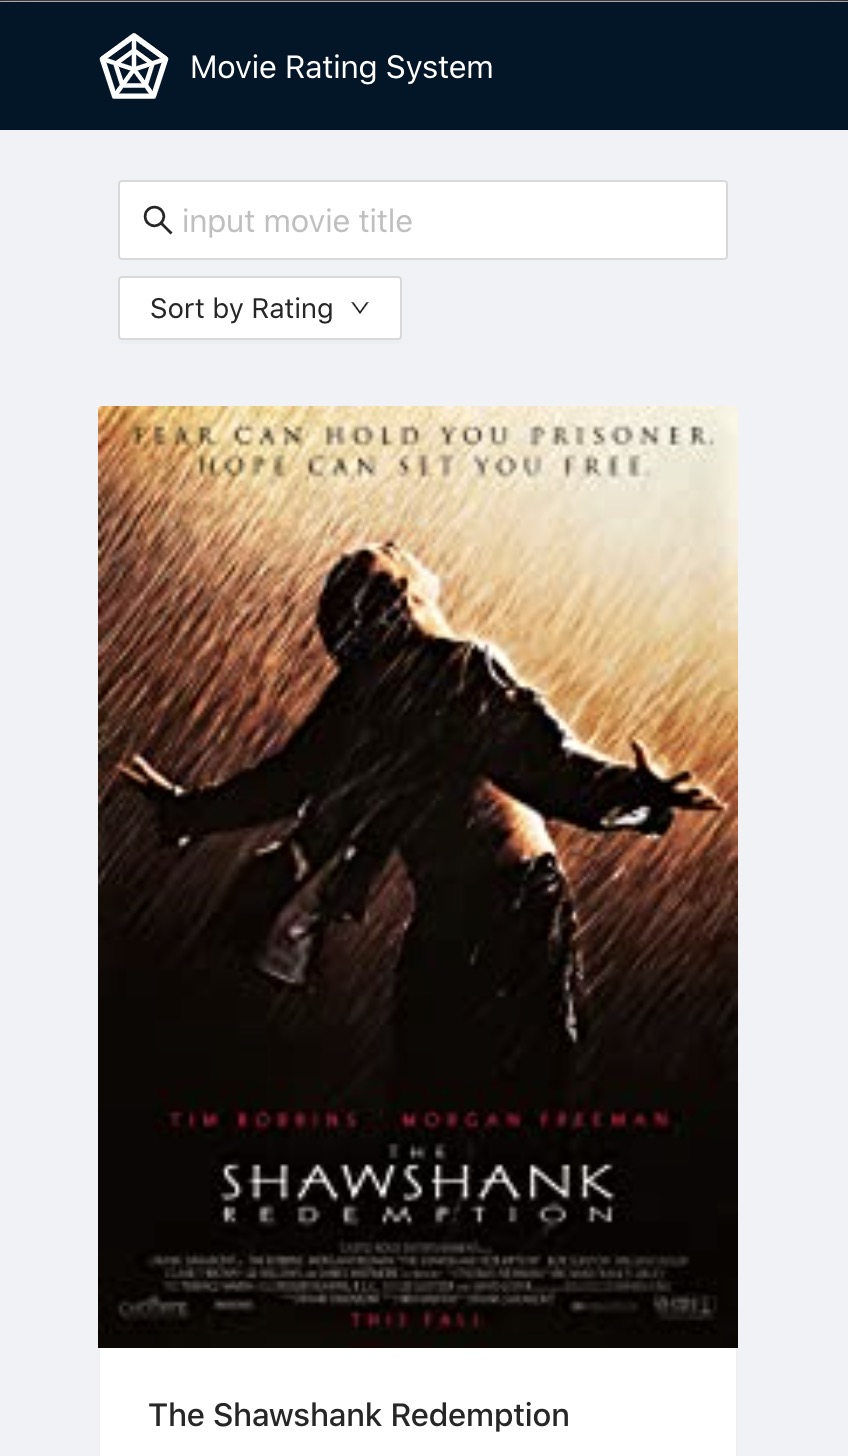 Movie Rating System
input movie title
Sort by Rating
FEAR CAN HOLD YOU PRISONER.
HOPE CAN SET YOU FREE.
TIM ROBBINS MORGAN FREEMAN
THE
SHAWSHANK
REDEMPTION
THIS FALL
The Shawshank Redemption